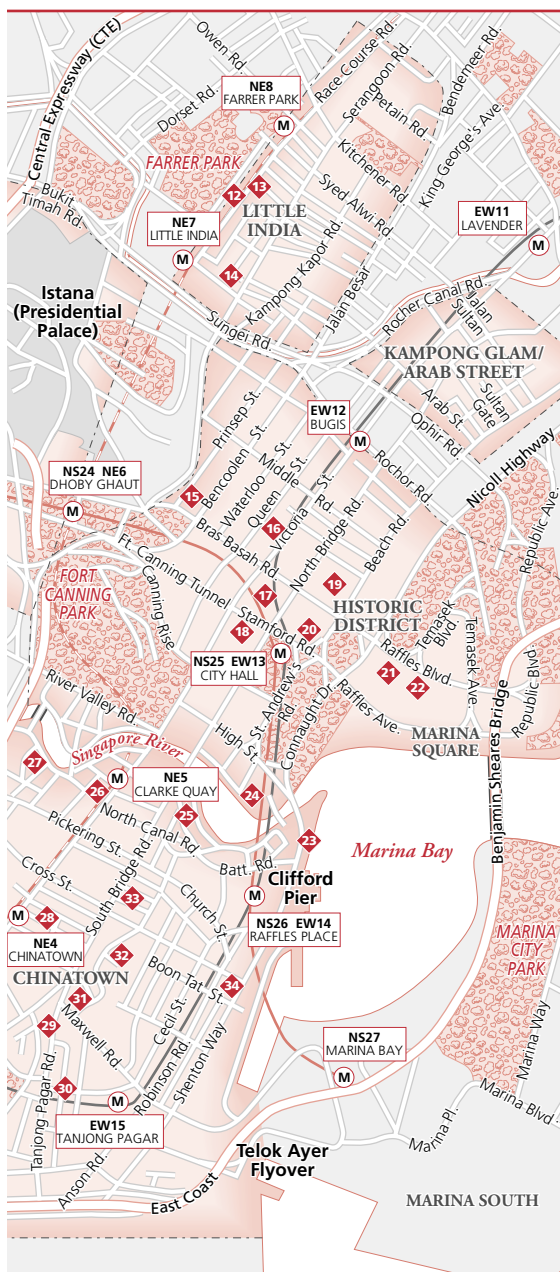 Central Expressway (CTE)
Owen Rd.
Race Course Rd.
Serangoon Rd.
Bendemeer Rd.
NE8
FARRER PARK
M
Dorset Rd.
Petain Rd.
King George's Ave.
Kitchener Rd.
FARRER PARK
Syed Alwi Rd.
12
13
LITTLE
INDIA
Bukit
Timah Rd.
NE7
LITTLE INDIA
M
EW11
LAVENDER
M
14
Kampong Kapor Rd.
Jalan Besar
Istana
(Presidential
Palace)
Sungei Rd.
Rocher Canal Rd.
Jalan
Sultan
KAMPONG GLAM/
ARAB STREET
Arab St.
Sultan
Gate
Ophir Rd.
Prinsep St.
EW12
BUGIS
M
Nicoll Highway
Bencoolen St.
Waterloo St.
Middle
Rd.
Queen St.
Victoria St.
Rochor Rd.
NS24 NE6
DHOBY GHAUT
M
15
16
Bras Basah Rd.
North Bridge Rd.
Beach Rd.
Republic Ave.
Ft. Canning Tunnel
Canning Rise
FORT
CANNING
PARK
17
19
Stamford Rd.
HISTORIC
DISTRICT
18
20
Temasek
Blvd.
Temasek Ave.
NS25 EW13
CITY HALL
M
Raffles Blvd.
21
22
Republic Blvd.
River Valley Rd.
St. Andrew's
Rd.
Connaught Dr.
Raffles Ave.
High St.
MARINA
SQUARE
Singapore River
Benjamin Sheares Bridge
27
M
NE5
CLARKE QUAY
26
24
25
North Canal Rd.
Pickering St.
23
Marina Bay
Batt. Rd.
Clifford
Pier
South Bridge Rd.
Cross St.
33
Church St.
M
NS26 EW14
RAFFLES PLACE
M
28
NE4
CHINATOWN
MARINA
CITY
PARK
32
CHINATOWN
Boon Tat St.
34
31
29
Maxwell Rd.
Cecil St.
Robinson Rd.
Shenton Way
Marina Way
NS27
MARINA BAY
M
30
M
Tanjong Pagar Rd.
EW15
TANJONG PAGAR
Marina Blvd.
Marina Pl.
Telok Ayer
Flyover
Anson Rd.
East Coast
MARINA SOUTH